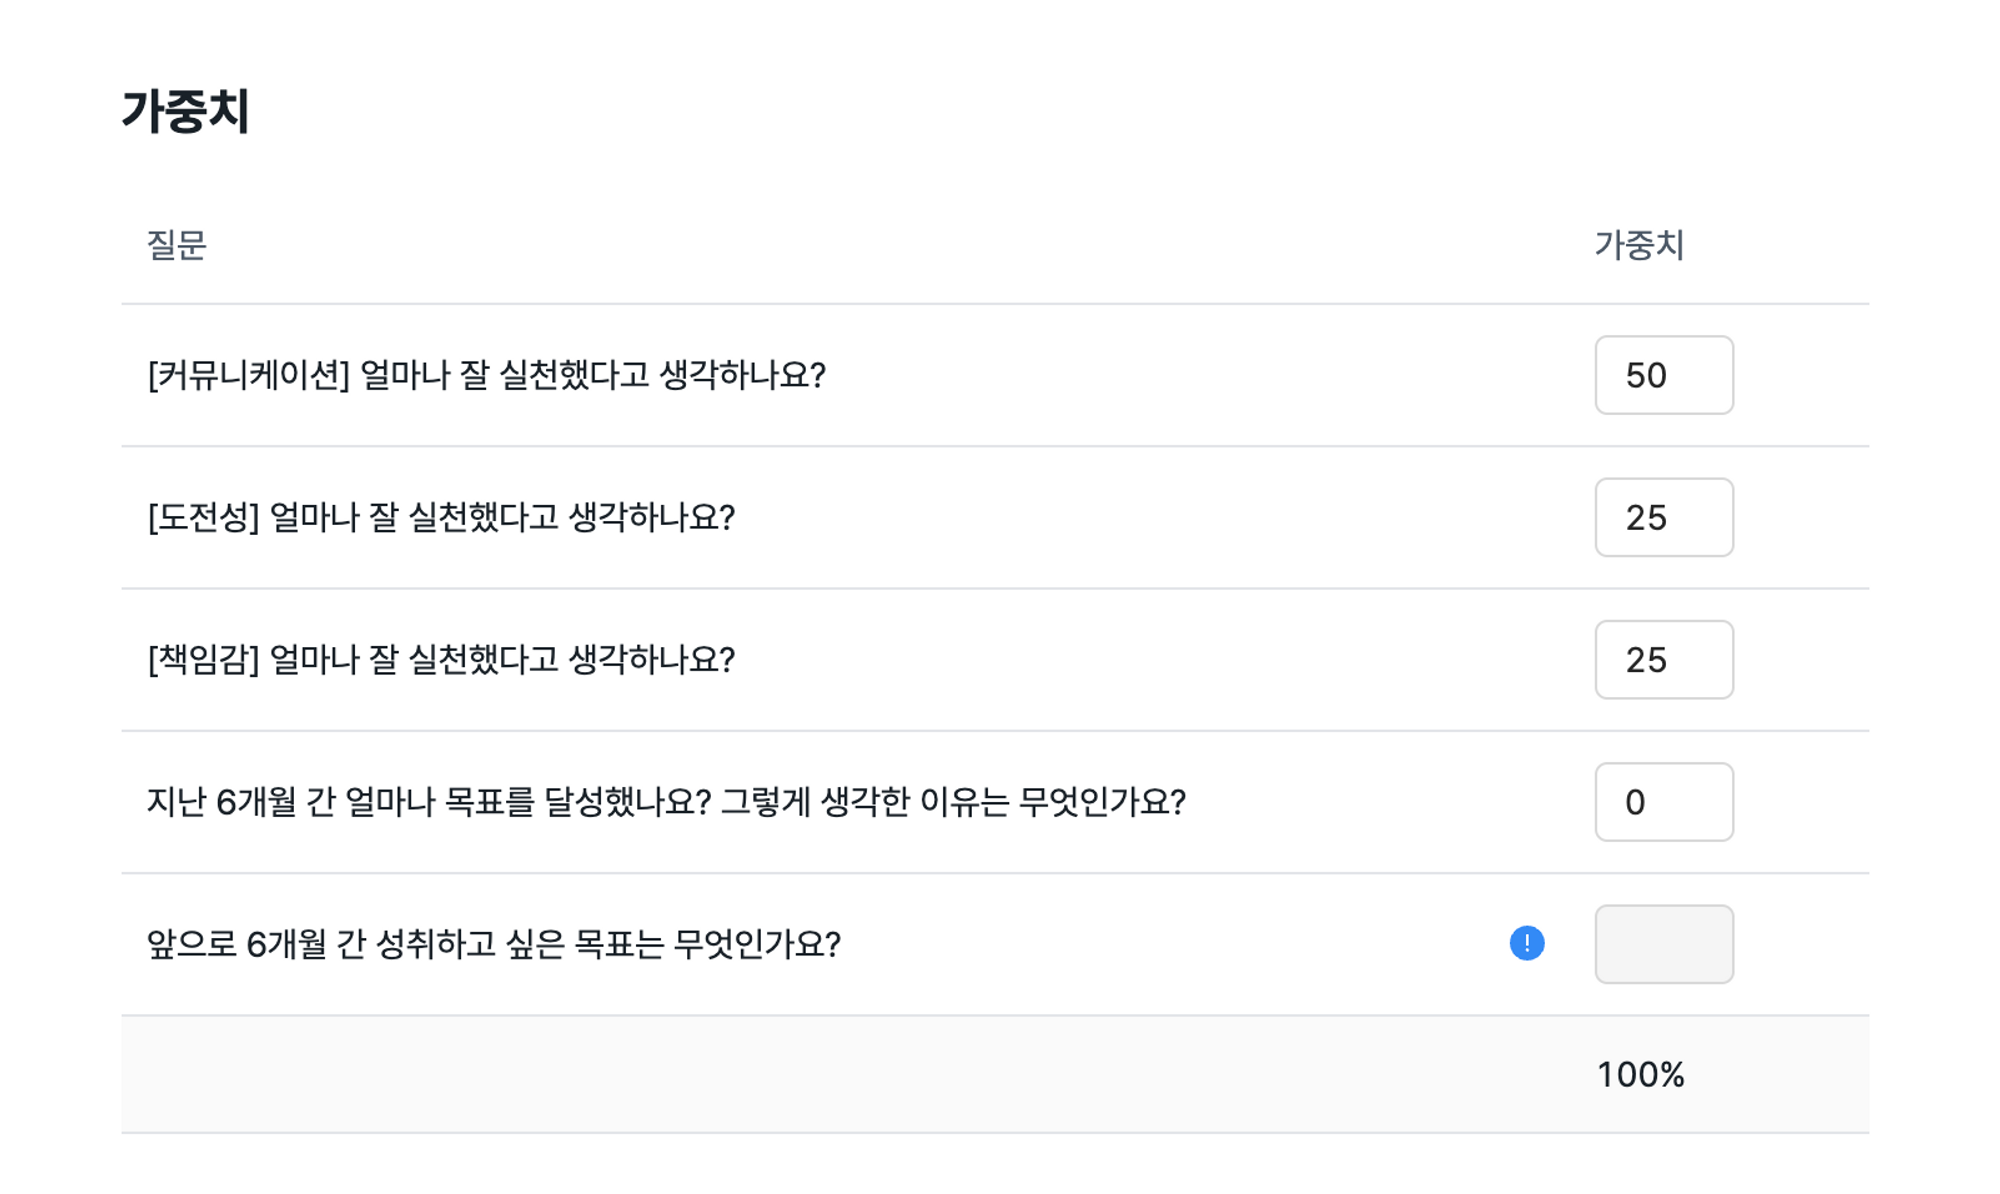 가중치
질문 가중치
[커뮤니케이션] 얼마나 잘 실천했다고 생각하나요? 50
[도전성] 얼마나 잘 실천했다고 생각하나요? 25
[책임감] 얼마나 잘 실천했다고 생각하나요? 25
지난 6개월 간 얼마나 목표를 달성했나요? 그렇게 생각한 이유는 무엇인가요? 0
앞으로 6개월 간 성취하고 싶은 목표는 무엇인가요? !
100%